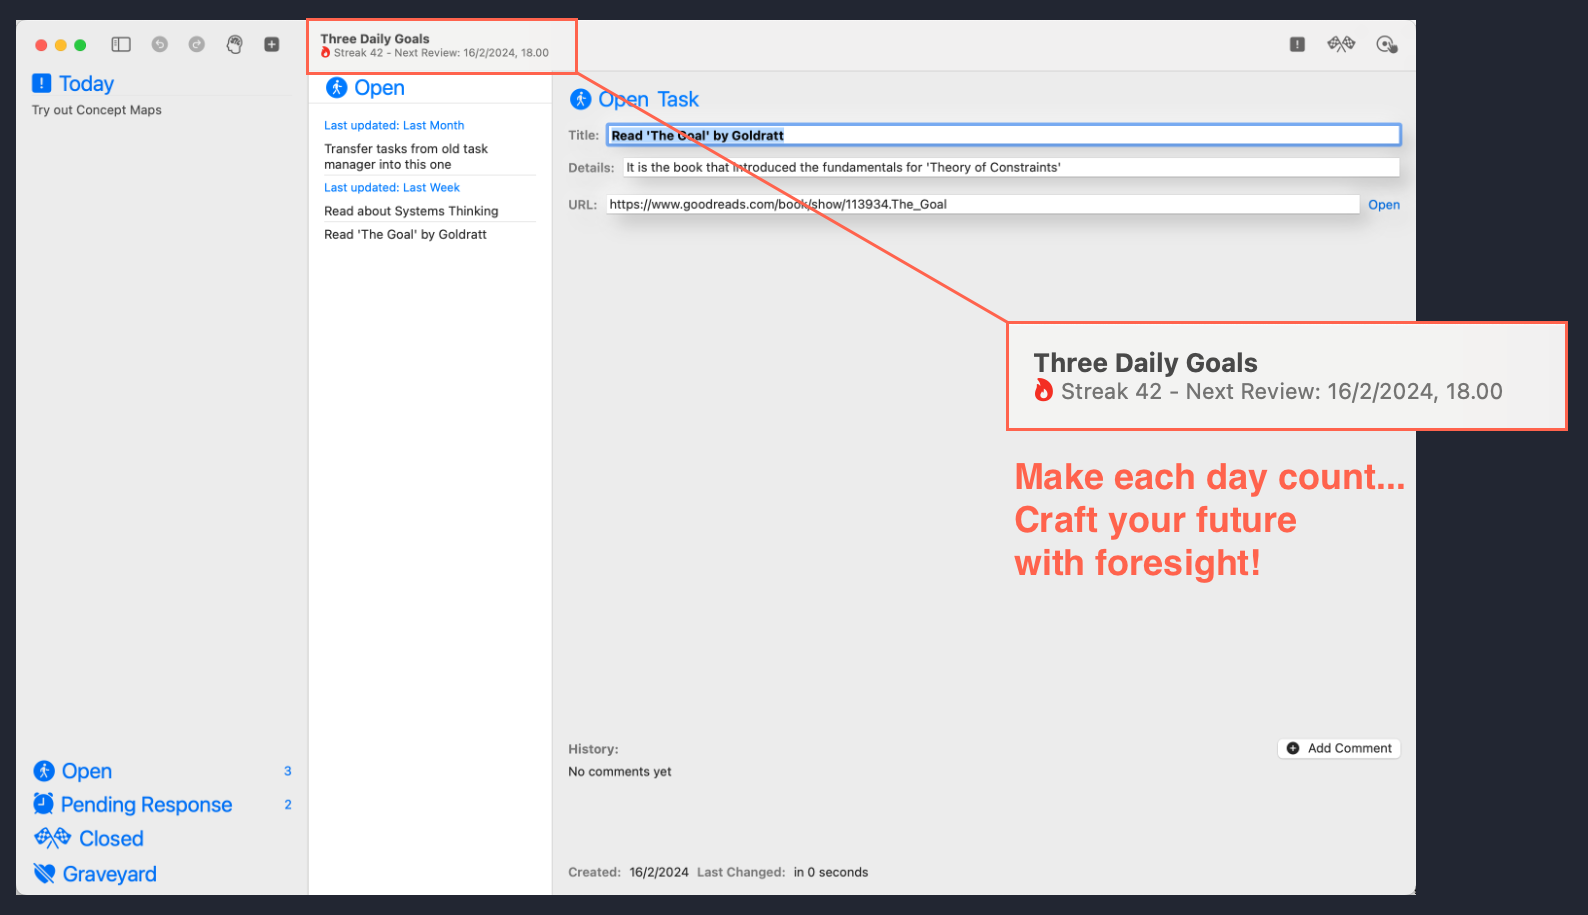 Three Daily Goals
Streak 42 - Next Review: 16/2/2024, 18.00
Today
Try out Concept Maps
Open
Last updated: Last Month
Transfer tasks from old task
manager into this one
Last updated: Last Week
Read about Systems Thinking
Read 'The Goal' by Goldratt
Open Task
Title: Read 'The Goal' by Goldratt
Details: It is the book that introduced the fundamentals for 'Theory of Constraints'
URL: https://www.goodreads.com/book/show/113934.The_Goal Open
Three Daily Goals
Streak 42 - Next Review: 16/2/2024, 18.00
Make each day count...
Craft your future
with foresight!
History: Add Comment
No comments yet
Created: 16/2/2024 Last Changed: in 0 seconds
Open 3
Pending Response 2
Closed
Graveyard